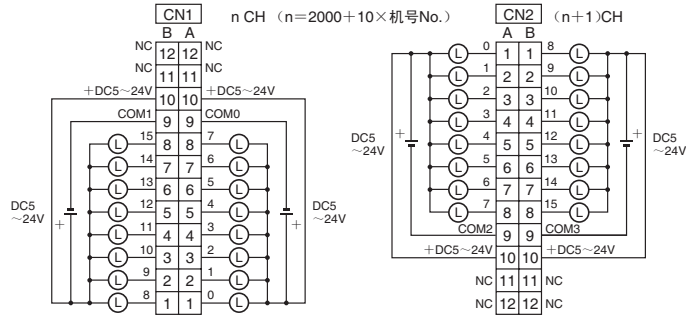 CN1 n CH （n=2000+10×机号No.） CN2 (n+1)CH
B A
NC 12 12 NC
NC 11 11 NC
+DC5～24V 10 10 +DC5～24V
COM1 9 9 COM0
L 15 8 8 7 L
L 14 7 7 6 L
L 13 6 6 5 L
L 12 5 5 4 L
L 11 4 4 3 L
L 10 3 3 2 L
L 9 2 2 1 L
L 8 1 1 0 L
DC5
～24V
+
DC5
～24V
+
A B
L 0 1 1 8 L
L 1 2 2 9 L
L 2 3 3 10 L
L 3 4 4 11 L
L 4 5 5 12 L
L 5 6 6 13 L
L 6 7 7 14 L
L 7 8 8 15 L
COM2 9 9 COM3
+DC5～24V 10 10 +DC5～24V
NC 11 11 NC
NC 12 12 NC
DC5
～24V
+
DC5
～24V
+